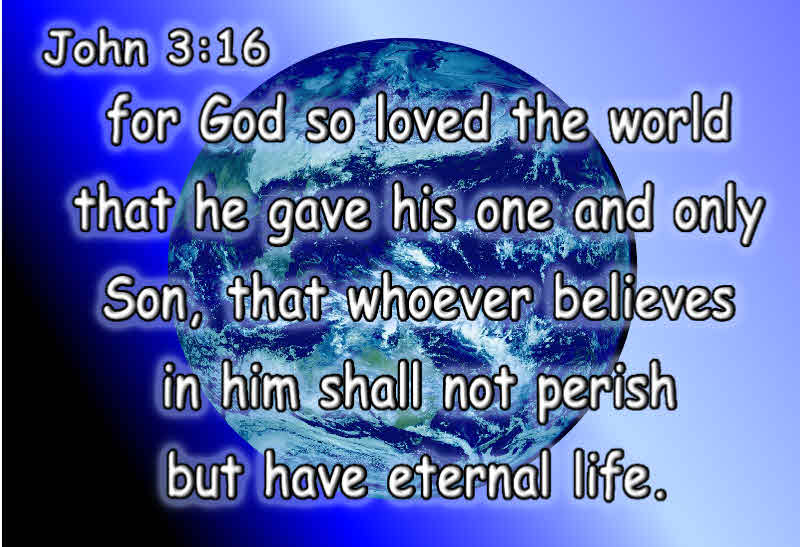 John 3:16
for God so loved the world
that he gave his one and only
Son, that whoever believes
in him shall not perish
but have eternal life.